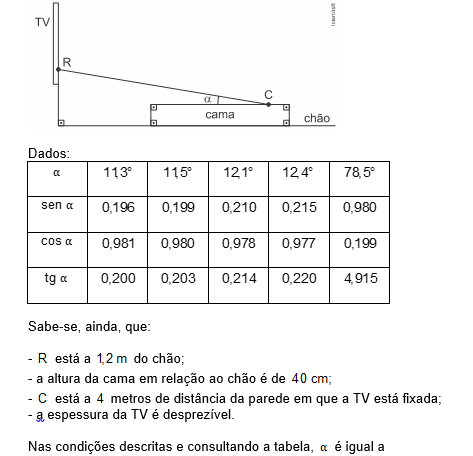 TV
R
C
α
cama
chão
Dados:
α 11,3° 11,5° 12,1° 12,4° 78,5°
sen α 0,196 0,199 0,210 0,215 0,980
cos α 0,981 0,980 0,978 0,977 0,199
tg α 0,200 0,203 0,214 0,220 4,915
Sabe-se, ainda, que:
- R está a 1,2 m do chão;
- a altura da cama em relação ao chão é de 40 cm;
- C está a 4 metros de distância da parede em que a TV está fixada;
- a espessura da TV é desprezível.
Nas condições descritas e consultando a tabela, α é igual a